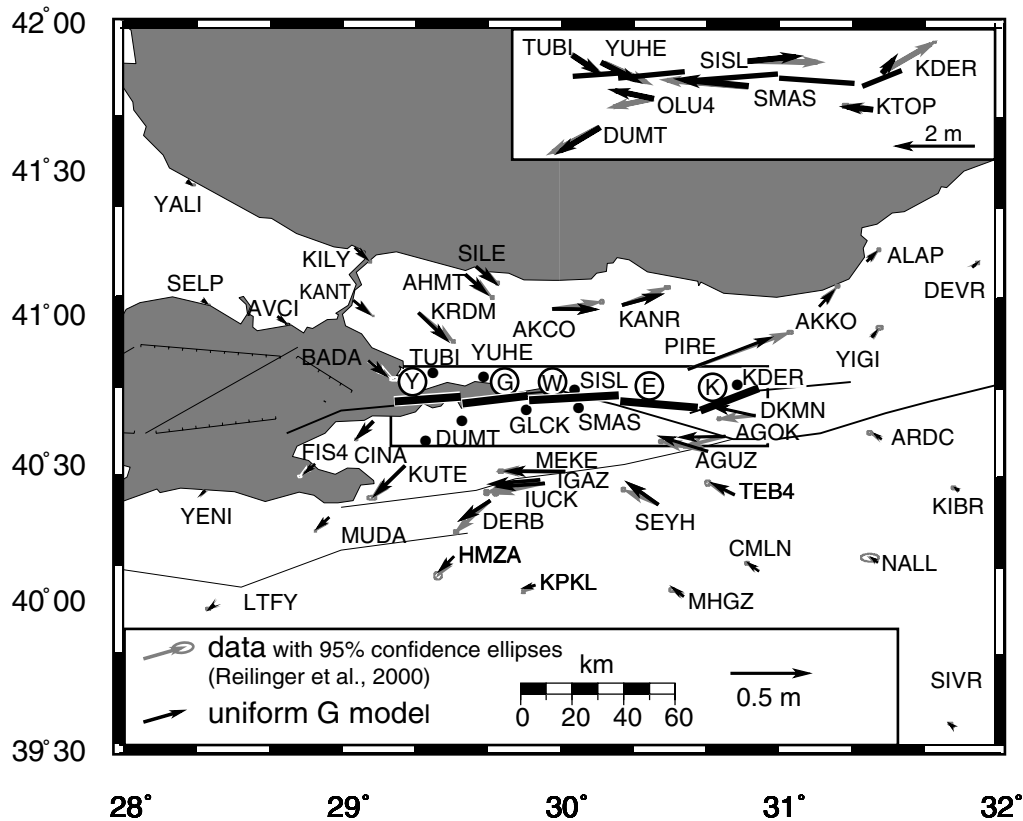 42°00'
TUBI YUHE SISL KDER
OLU4 SMAS KTOP
DUMT 2 m
41°30'
YALI
KILY SILE ALAP
SELP KANT AHMT DEVR
AVCI KRDM AKCO KANR AKKO
41°00'
BADA TUBI YUHE PIRE YIGI
Y G W SISL E K KDER
DKMN
DUMT GLCK SMAS AGOK ARDC
40°30'
FIS4 CINA KUTE MEKE AGUZ
IGAZ
YENI IUCK TEB4 KIBR
MUDA DERB SEYH
HMZA CMLN NALL
40°00'
LTFY KPKL MHGZ
data with 95% confidence ellipses
(Reilinger et al., 2000)
uniform G model
km
0 20 40 60
0.5 m
SIVR
39°30'
28° 29° 30° 31° 32°